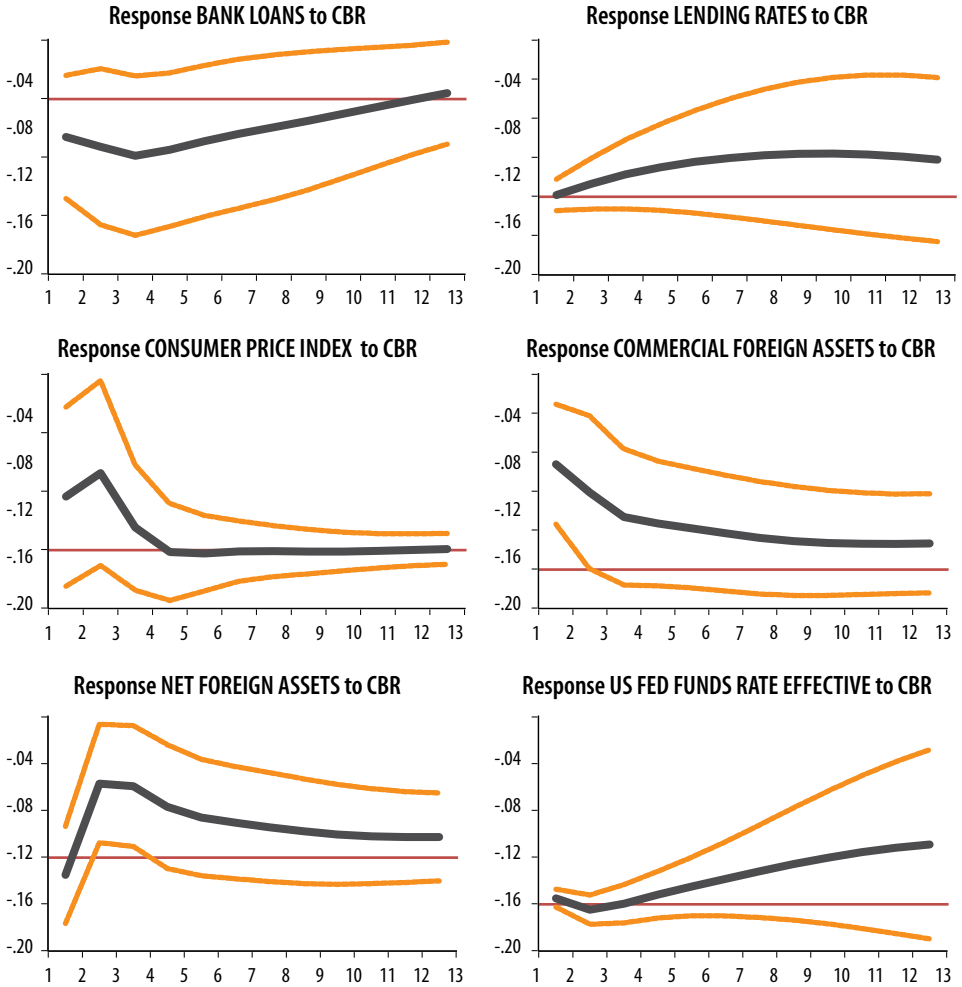 Response BANK LOANS to CBR
-.04
-.08
-.12
-.16
-.20
1 2 3 4 5 6 7 8 9 10 11 12 13
Response LENDING RATES to CBR
-.04
-.08
-.12
-.16
-.20
1 2 3 4 5 6 7 8 9 10 11 12 13
Response CONSUMER PRICE INDEX to CBR
-.04
-.08
-.12
-.16
-.20
1 2 3 4 5 6 7 8 9 10 11 12 13
Response COMMERCIAL FOREIGN ASSETS to CBR
-.04
-.08
-.12
-.16
-.20
1 2 3 4 5 6 7 8 9 10 11 12 13
Response NET FOREIGN ASSETS to CBR
-.04
-.08
-.12
-.16
-.20
1 2 3 4 5 6 7 8 9 10 11 12 13
Response US FED FUNDS RATE EFFECTIVE to CBR
-.04
-.08
-.12
-.16
-.20
1 2 3 4 5 6 7 8 9 10 11 12 13